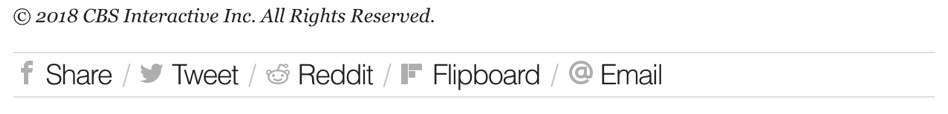 © 2018 CBS Interactive Inc. All Rights Reserved.
Share / Tweet / Reddit / Flipboard / @ Email